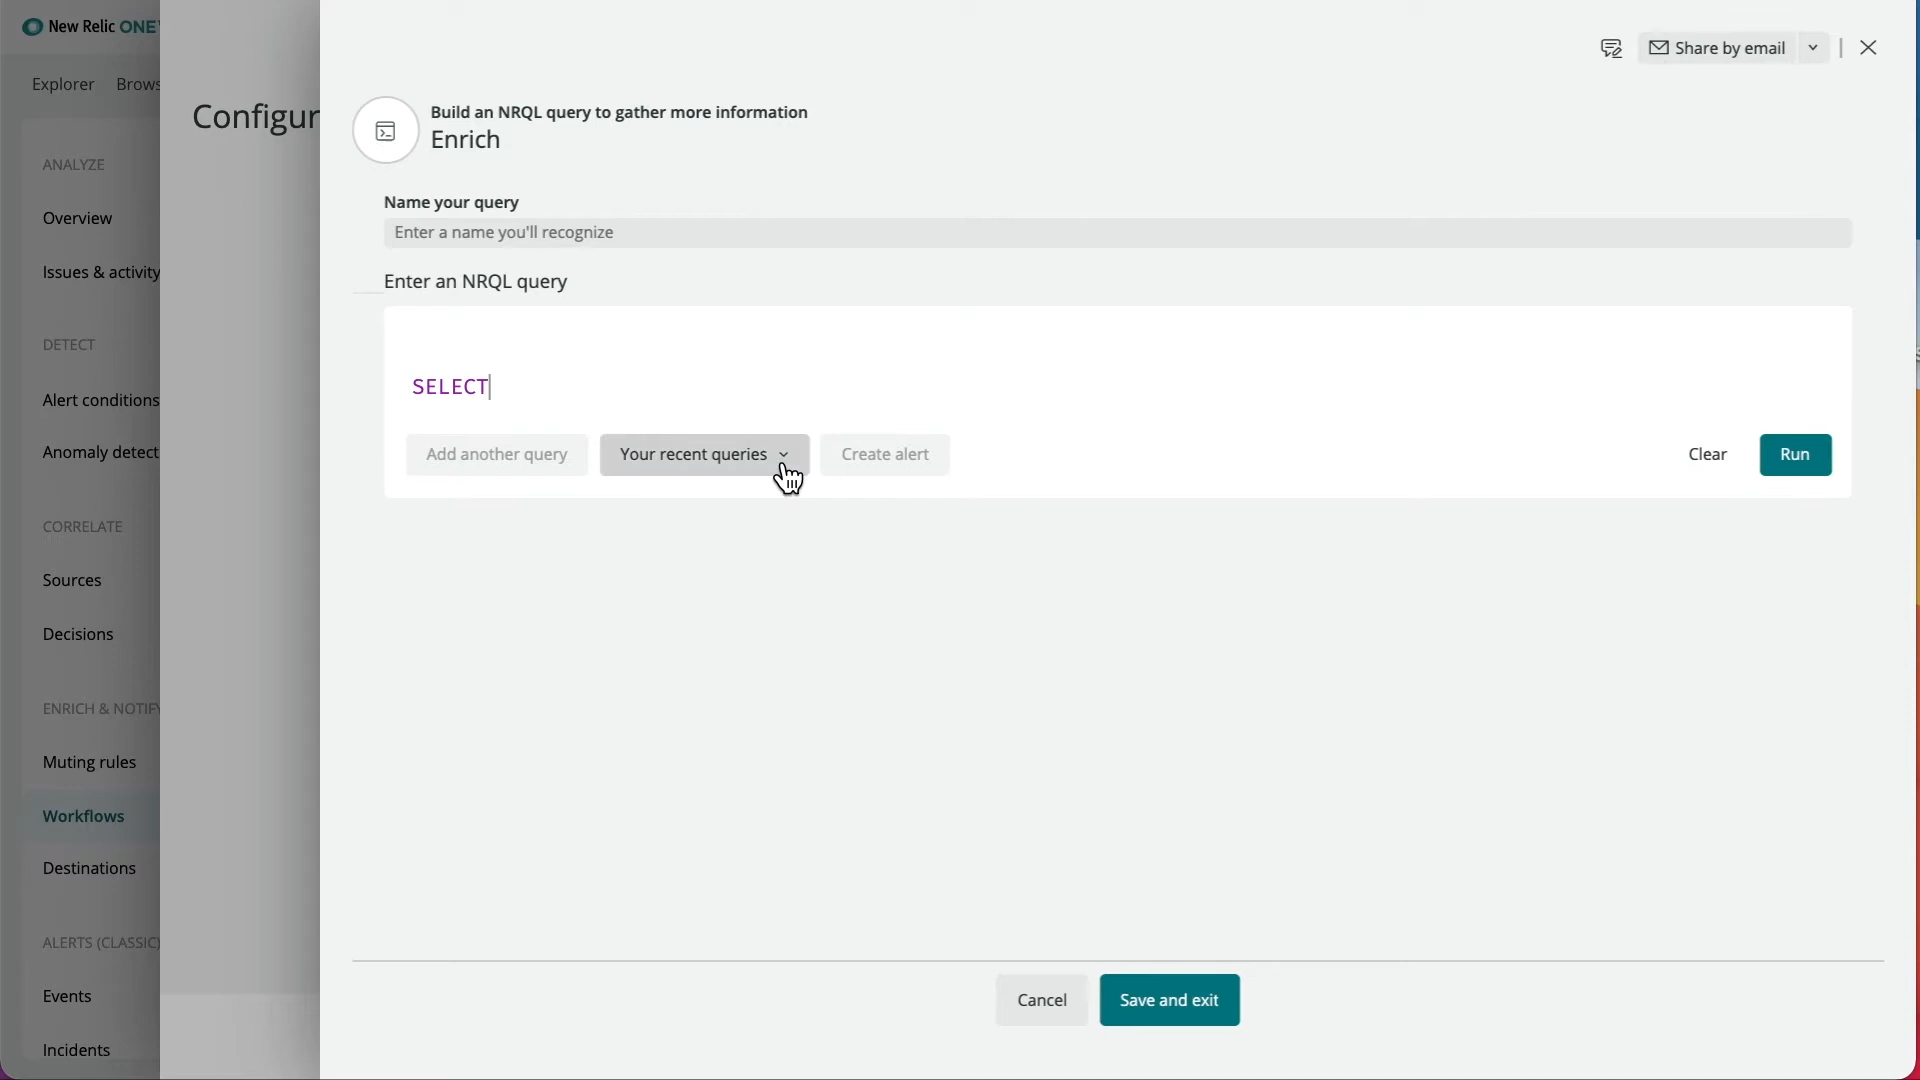 New Relic ONE
Explorer Brows
Configur
ANALYZE
Overview
Issues & activity
DETECT
Alert conditions
Anomaly detect
CORRELATE
Sources
Decisions
ENRICH & NOTIFY
Muting rules
Workflows
Destinations
ALERTS (CLASSIC)
Events
Incidents
Share by email
Build an NRQL query to gather more information
Enrich
Name your query
Enter a name you'll recognize
Enter an NRQL query
SELECT
Add another query Your recent queries Create alert Clear Run
Cancel Save and exit